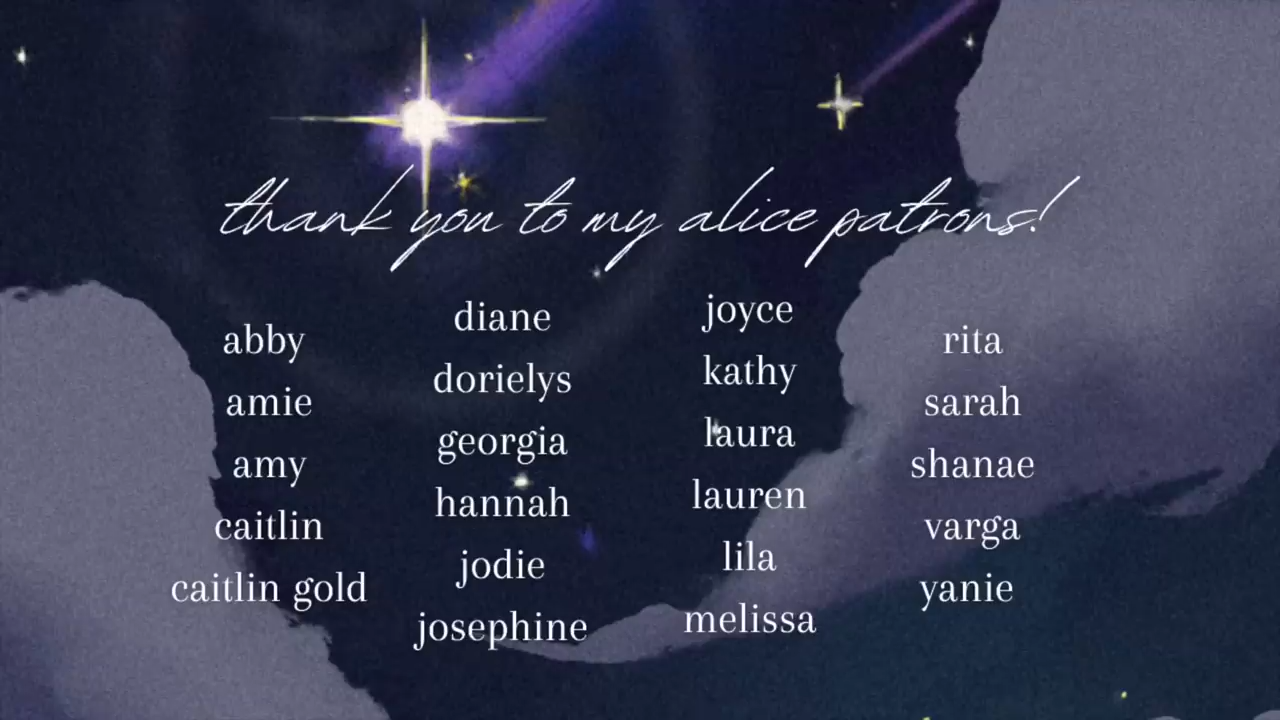 thank you to my alice patrons!
abby
amie
amy
caitlin
caitlin gold
diane
dorielys
georgia
hannah
jodie
josephine
joyce
kathy
laura
lauren
lila
melissa
rita
sarah
shanae
varga
yanie